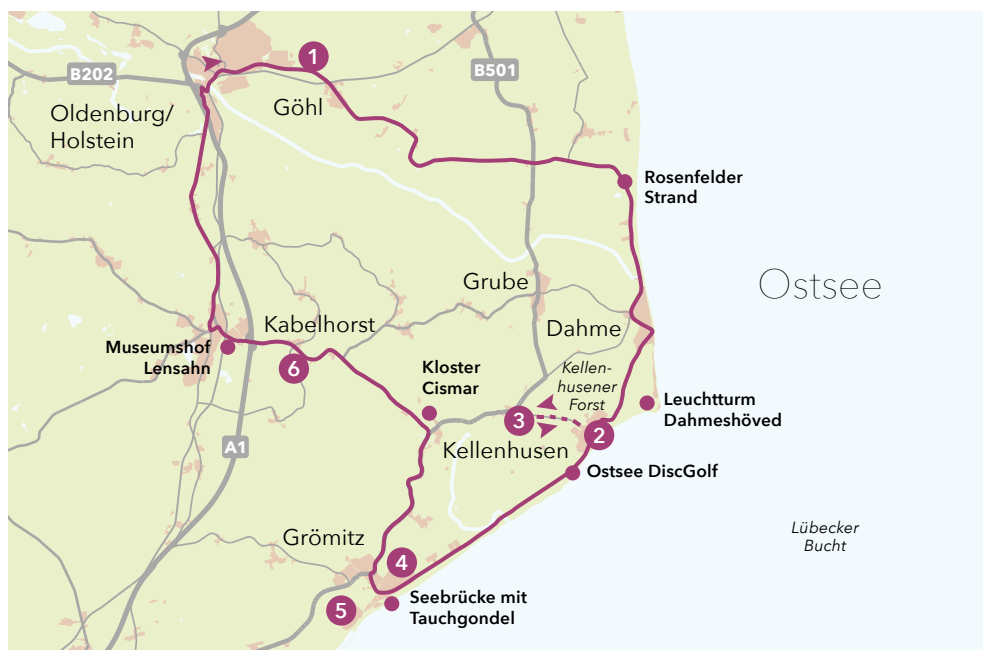 1
B202
B501
Göhl
Oldenburg/
Holstein
Rosenfelder
Strand
Ostsee
Grube
Kabelhorst
Dahme
Museumshof
Lensahn
6
Kloster
Cismar
Kellen-
husener
Forst
Leuchtturm
Dahmeshöved
3
2
A1
Kellenhusen
Ostsee DiscGolf
Lübecker
Bucht
Grömitz
4
5
Seebrücke mit
Tauchgondel